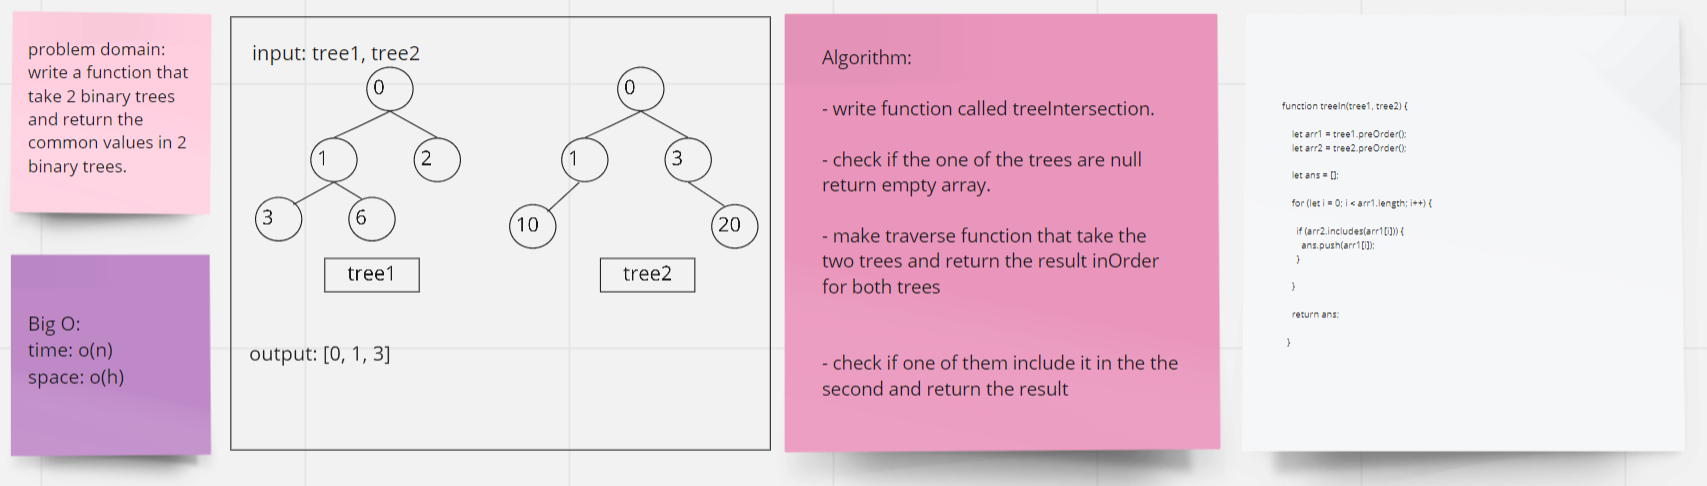 problem domain:
write a function that
take 2 binary trees
and return the
common values in 2
binary trees.
Big O:
time: o(n)
space: o(h)
input: tree1, tree2
0
1
2
3
6
tree1
0
1
3
10
20
tree2
output: [0, 1, 3]
Algorithm:
- write function called treeIntersection.
- check if the one of the trees are null
return empty array.
- make traverse function that take the
two trees and return the result inOrder
for both trees
- check if one of them include it in the the
second and return the result
function treeIn(tree1, tree2) {
let arr1 = tree1.preOrder();
let arr2 = tree2.preOrder();
let ans = [];
for (let i = 0; i < arr1.length; i++) {
if (arr2.includes(arr1[i])) {
ans.push(arr1[i]);
}
}
return ans;
}